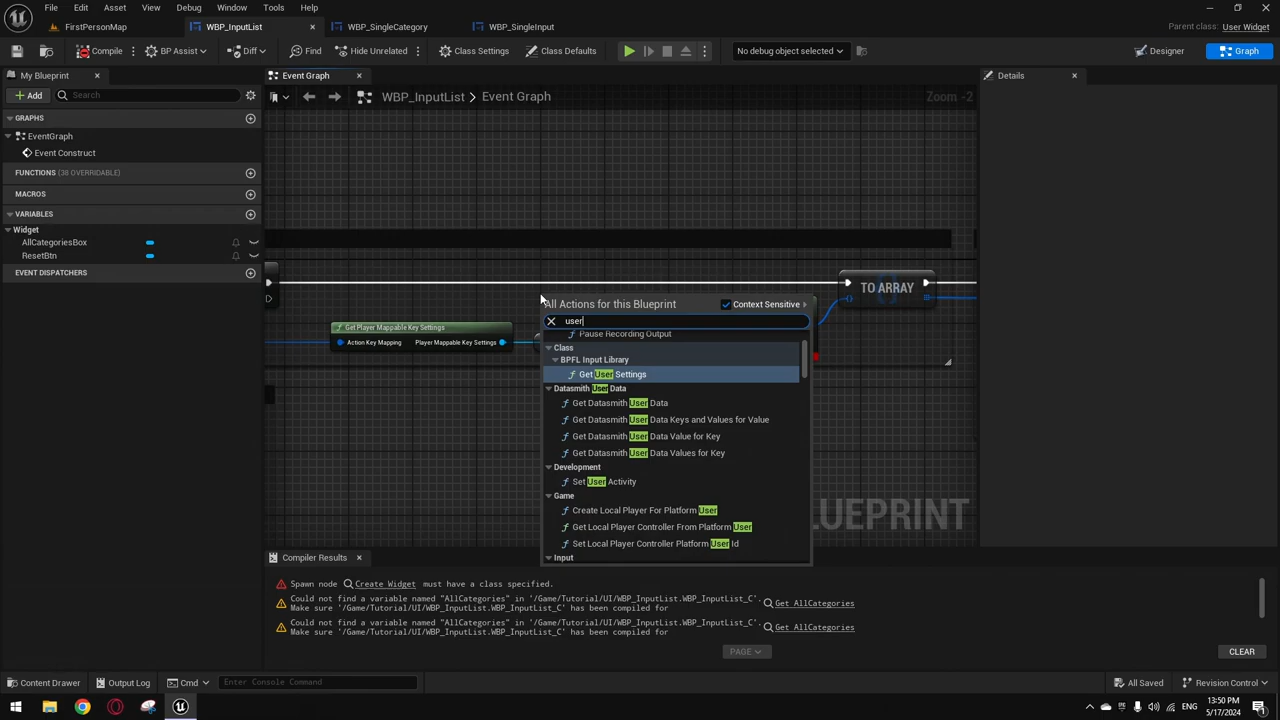 File Edit Asset View Debug Window Tools Help
FirstPersonMap WBP_InputList WBP_SingleCategory WBP_SingleInput
Parent class: User Widget
Compile BP Assist Diff Find Hide Unrelated Class Settings Class Defaults No debug object selected Designer Graph
My Blueprint Event Graph Details
Add Search WBP_InputList > Event Graph Zoom -2
GRAPHS
EventGraph
Event Construct
FUNCTIONS (38 OVERRIDABLE)
MACROS
VARIABLES
Widget
AllCategoriesBox
ResetBtn
EVENT DISPATCHERS
TO ARRAY
Get Player Mappable Key Settings
Action Key Mapping Player Mappable Key Settings
All Actions for this Blueprint Context Sensitive
user
Pause Recording Output
Class
BPFL Input Library
Get User Settings
Datasmith User Data
Get Datasmith User Data
Get Datasmith User Data Keys and Values for Value
Get Datasmith User Data Value for Key
Get Datasmith User Data Values for Key
Development
Set User Activity
Game
Create Local Player For Platform User
Get Local Player Controller From Platform User
Set Local Player Controller Platform User Id
Input
Compiler Results
Spawn node Create Widget must have a class specified.
Could not find a variable named "AllCategories" in '/Game/Tutorial/UI/WBP_InputList.WBP_InputList_C'. Get AllCategories
Make sure '/Game/Tutorial/UI/WBP_InputList.WBP_InputList_C' has been compiled for
Could not find a variable named "AllCategories" in '/Game/Tutorial/UI/WBP_InputList.WBP_InputList_C'. Get AllCategories
Make sure '/Game/Tutorial/UI/WBP_InputList.WBP_InputList_C' has been compiled for
PAGE CLEAR
Content Drawer Output Log Cmd Enter Console Command All Saved Revision Control
ENG 13:50 PM
5/17/2024